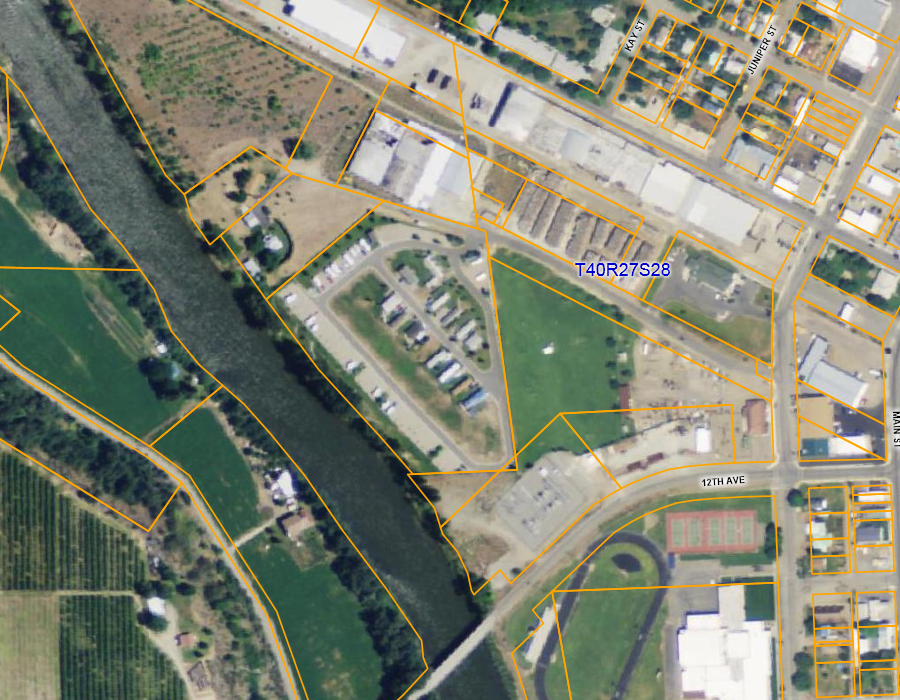 KAY ST
JUNIPER ST
T40R27S28
MAIN ST
12TH AVE